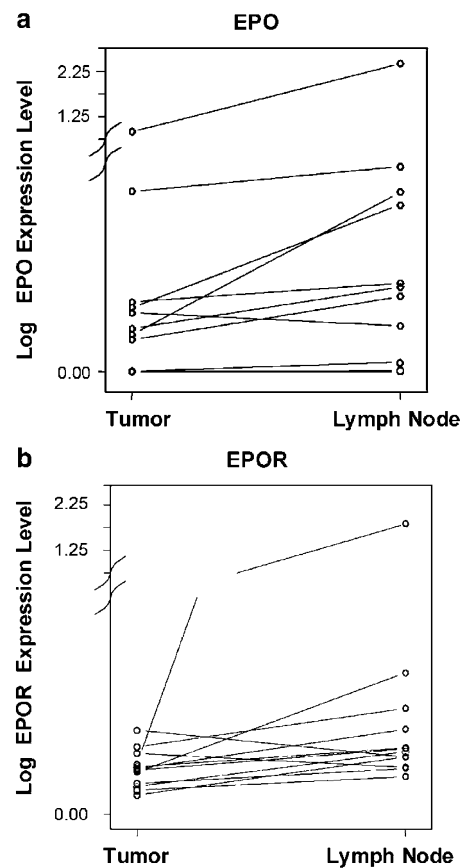 a
EPO
Log EPO Expression Level
2.25
1.25
0.00
Tumor Lymph Node
b
EPOR
Log EPOR Expression Level
2.25
1.25
0.00
Tumor Lymph Node